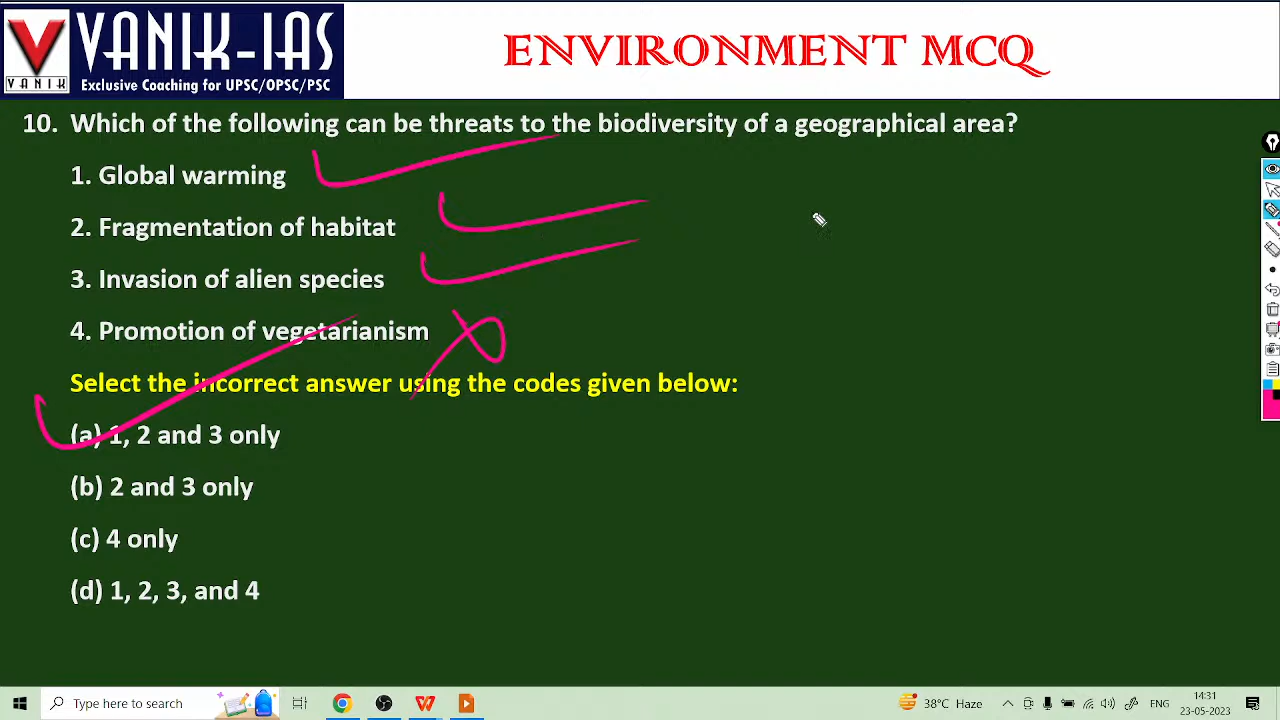 VANIK-IAS
VANIK
Exclusive Coaching for UPSC/OPSC/PSC
ENVIRONMENT MCQ
10. Which of the following can be threats to the biodiversity of a geographical area?
1. Global warming
2. Fragmentation of habitat
3. Invasion of alien species
4. Promotion of vegetarianism
Select the incorrect answer using the codes given below:
(a) 1, 2 and 3 only
(b) 2 and 3 only
(c) 4 only
(d) 1, 2, 3, and 4
Type here to search
38°C Haze
ENG
14:31
23-05-2023